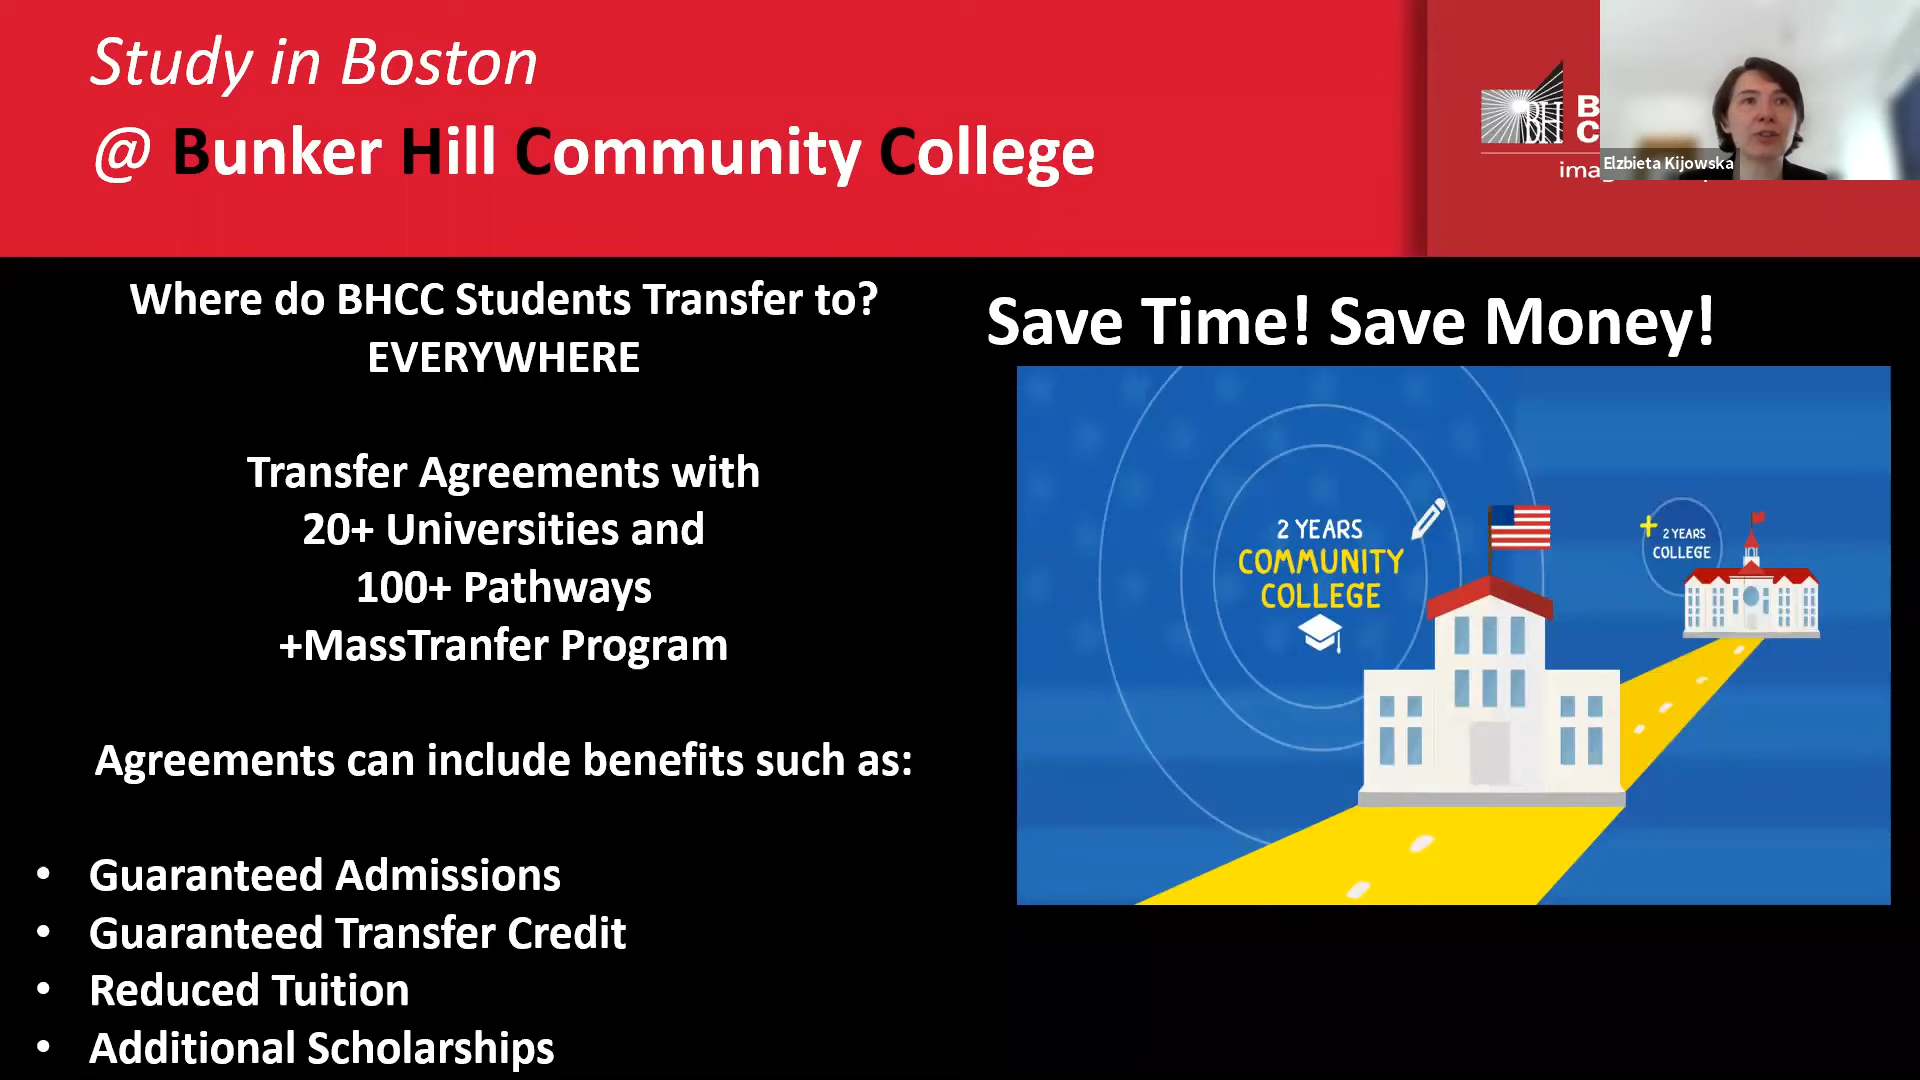 Study in Boston
@ Bunker Hill Community College
BH
B
C
Elzbieta Kijowska
Where do BHCC Students Transfer to?
EVERYWHERE
Transfer Agreements with
20+ Universities and
100+ Pathways
+MassTranfer Program
Agreements can include benefits such as:
• Guaranteed Admissions
• Guaranteed Transfer Credit
• Reduced Tuition
• Additional Scholarships
Save Time! Save Money!
2 YEARS
COMMUNITY
COLLEGE
+ 2 YEARS
COLLEGE